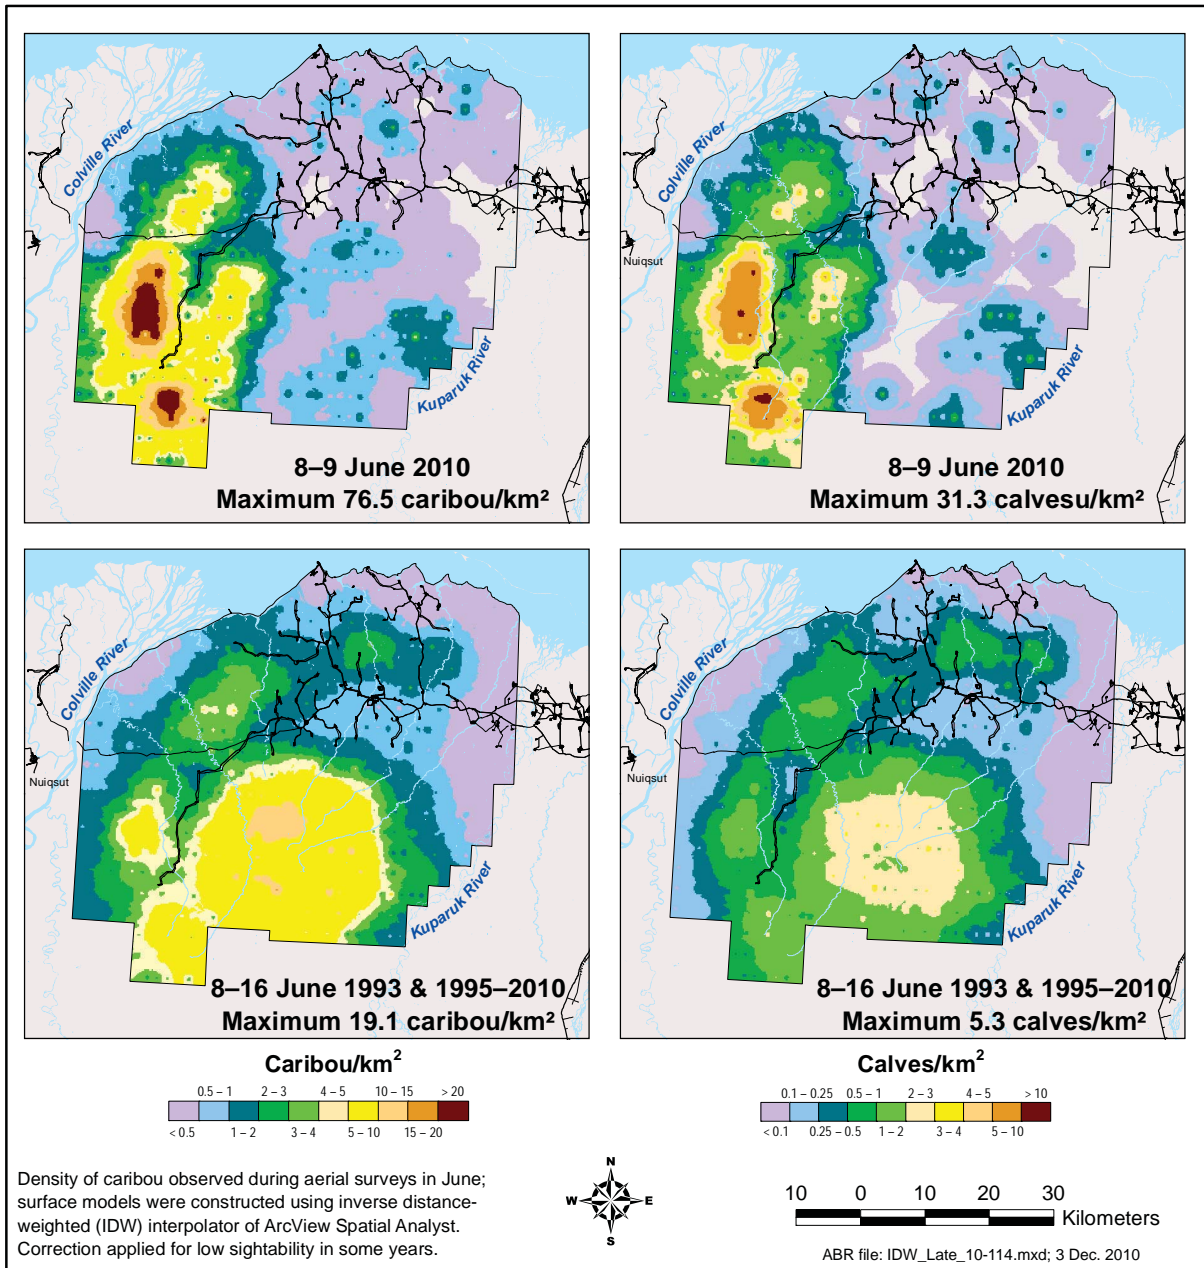 Colville River
Kuparuk River
8–9 June 2010
Maximum 76.5 caribou/km²
Colville River
Nuiqsut
Kuparuk River
8–9 June 2010
Maximum 31.3 calvesu/km²
Colville River
Nuiqsut
Kuparuk River
8–16 June 1993 & 1995–2010
Maximum 19.1 caribou/km²
Colville River
Nuiqsut
Kuparuk River
8–16 June 1993 & 1995–2010
Maximum 5.3 calves/km²
Caribou/km²
0.5 – 1 2 – 3 4 – 5 10 – 15 > 20
< 0.5 1 – 2 3 – 4 5 – 10 15 – 20
Calves/km²
0.1 – 0.25 0.5 – 1 2 – 3 4 – 5 > 10
< 0.1 0.25 – 0.5 1 – 2 3 – 4 5 – 10
Density of caribou observed during aerial surveys in June;
surface models were constructed using inverse distance-
weighted (IDW) interpolator of ArcView Spatial Analyst.
Correction applied for low sightability in some years.
N
W E
S
10 0 10 20 30
Kilometers
ABR file: IDW_Late_10-114.mxd; 3 Dec. 2010